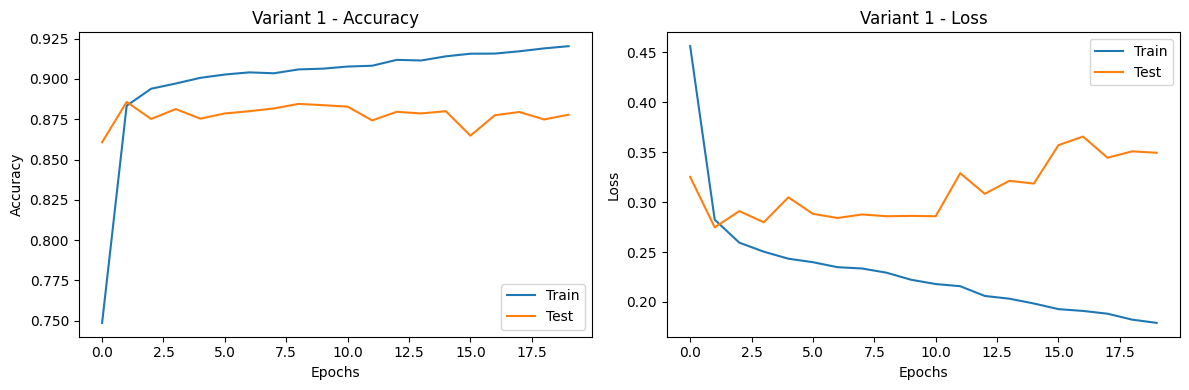 Variant 1 - Accuracy
Accuracy
0.925
0.900
0.875
0.850
0.825
0.800
0.775
0.750
0.0 2.5 5.0 7.5 10.0 12.5 15.0 17.5
Epochs
Train
Test
Variant 1 - Loss
Loss
0.45
0.40
0.35
0.30
0.25
0.20
0.0 2.5 5.0 7.5 10.0 12.5 15.0 17.5
Epochs
Train
Test